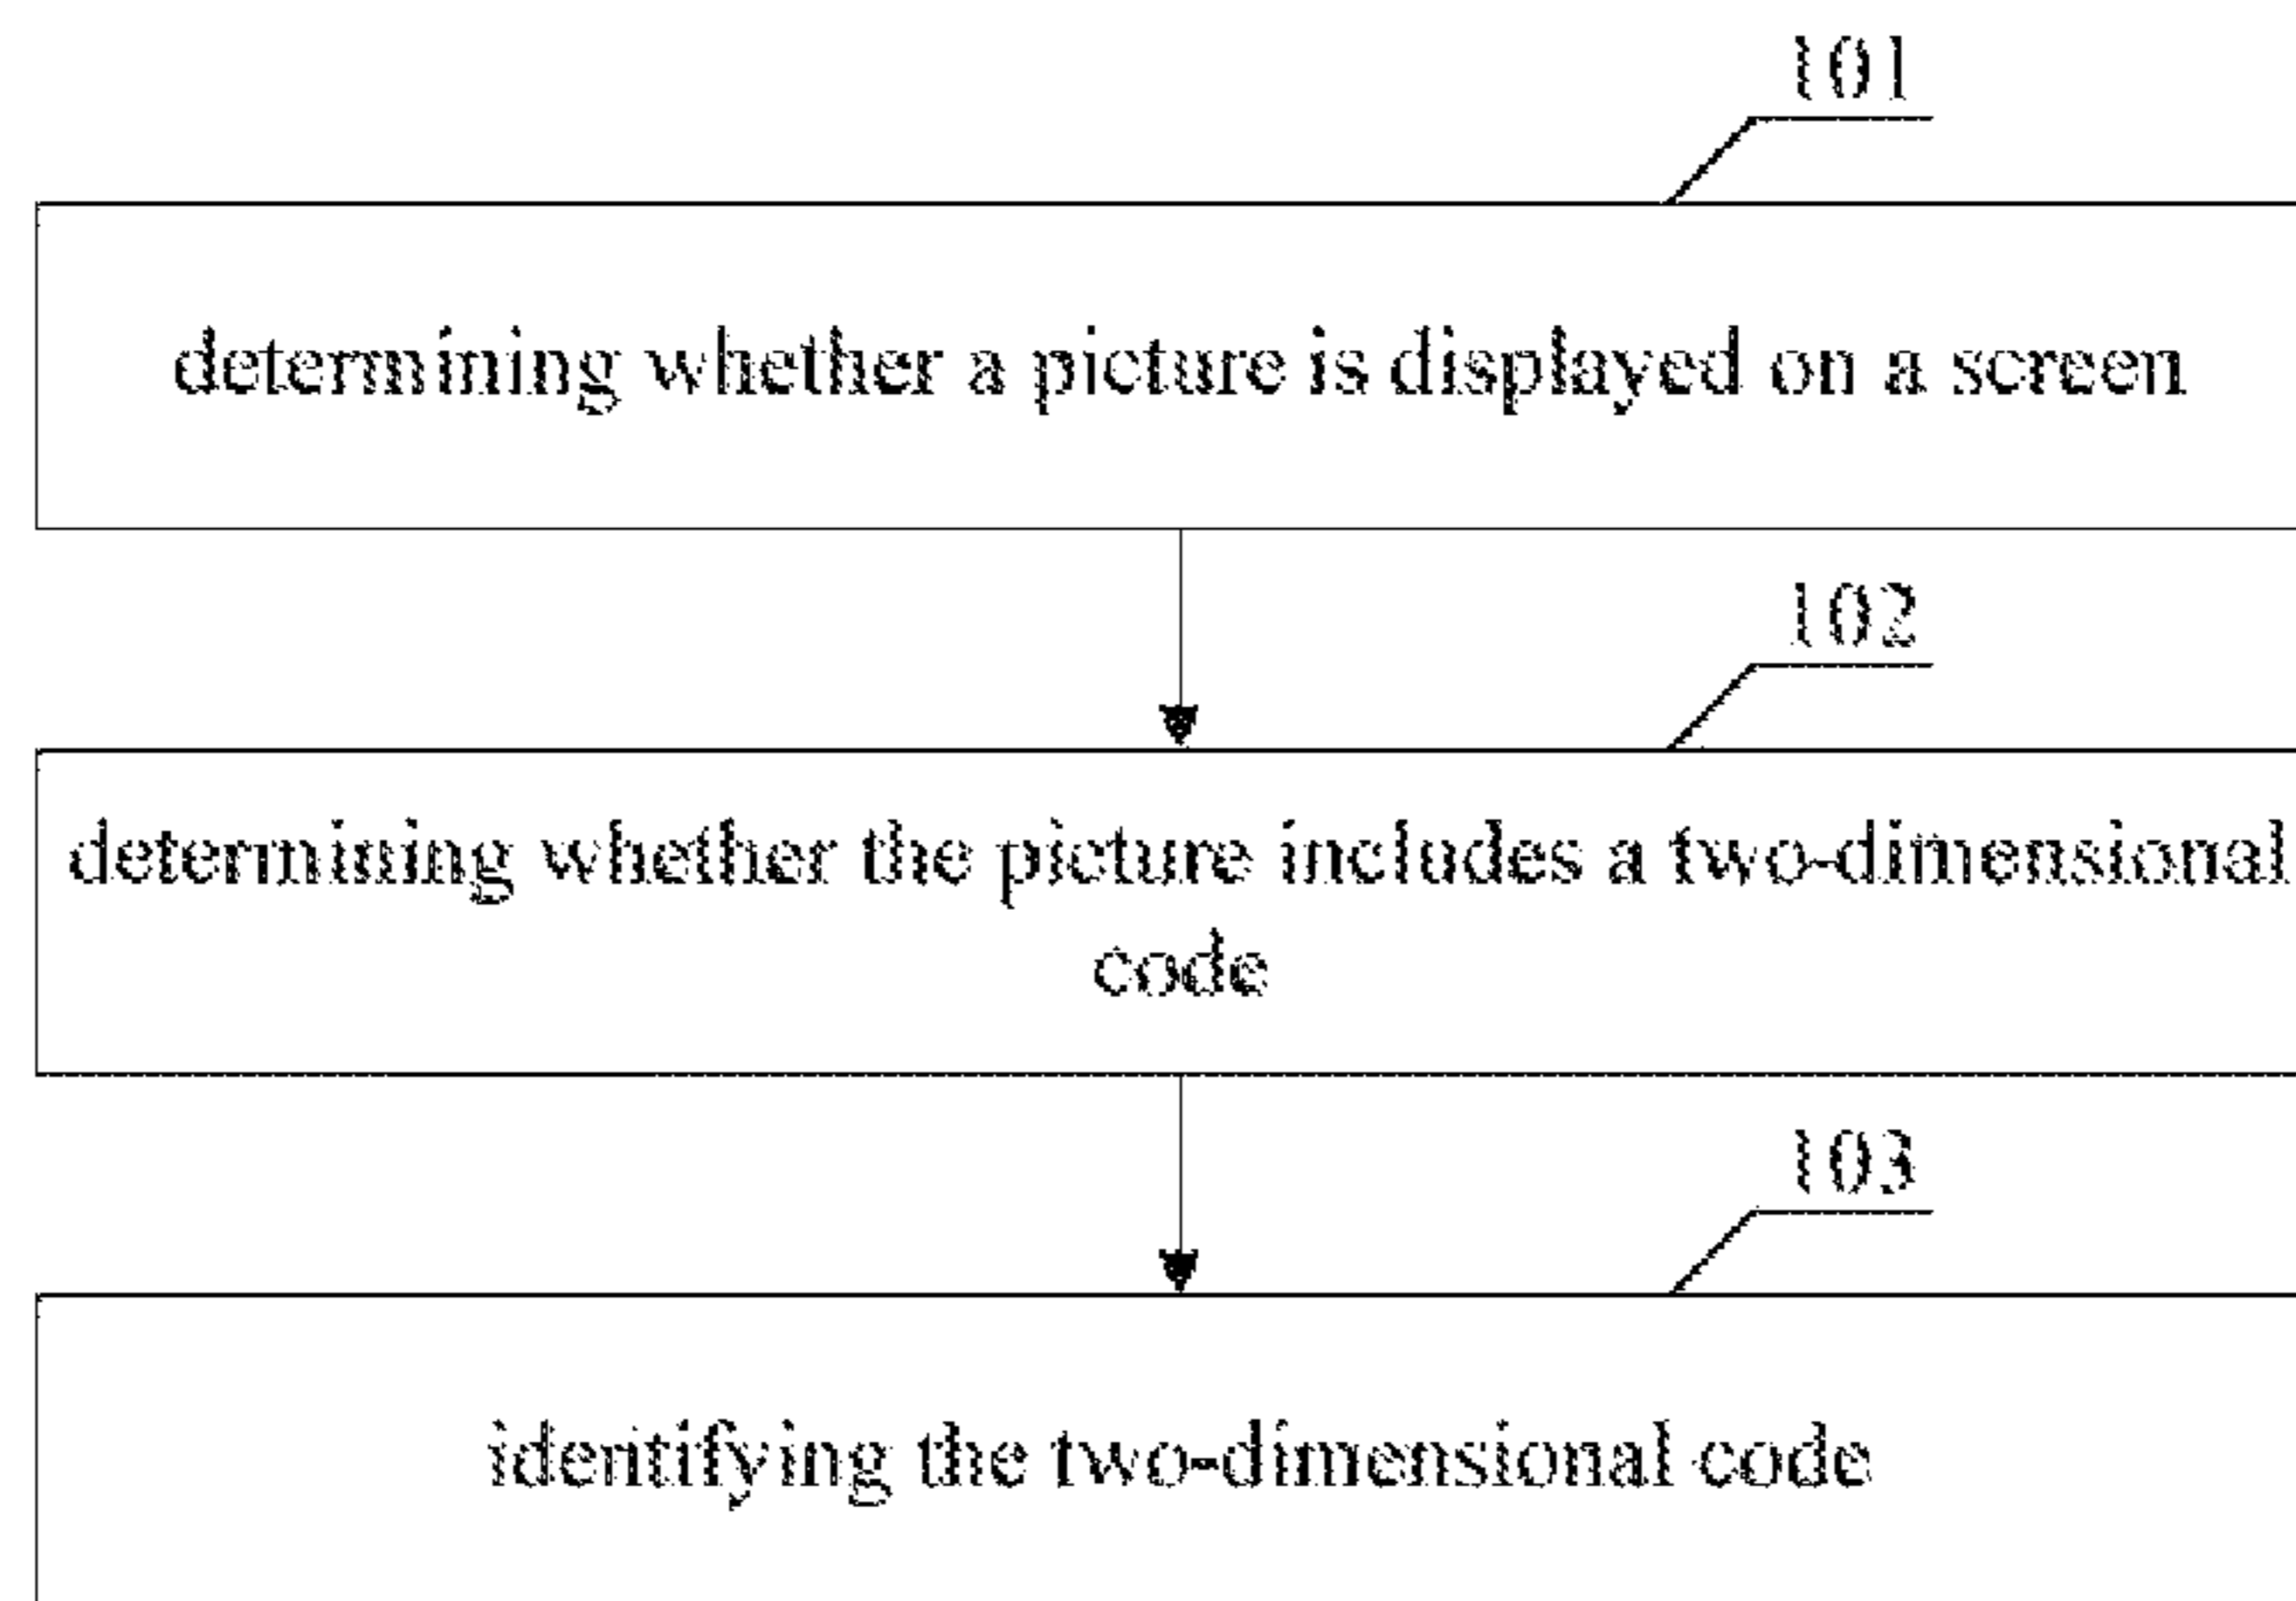 101
determining whether a picture is displayed on a screen
102
determining whether the picture includes a two-dimensional
code
103
identifying the two-dimensional code